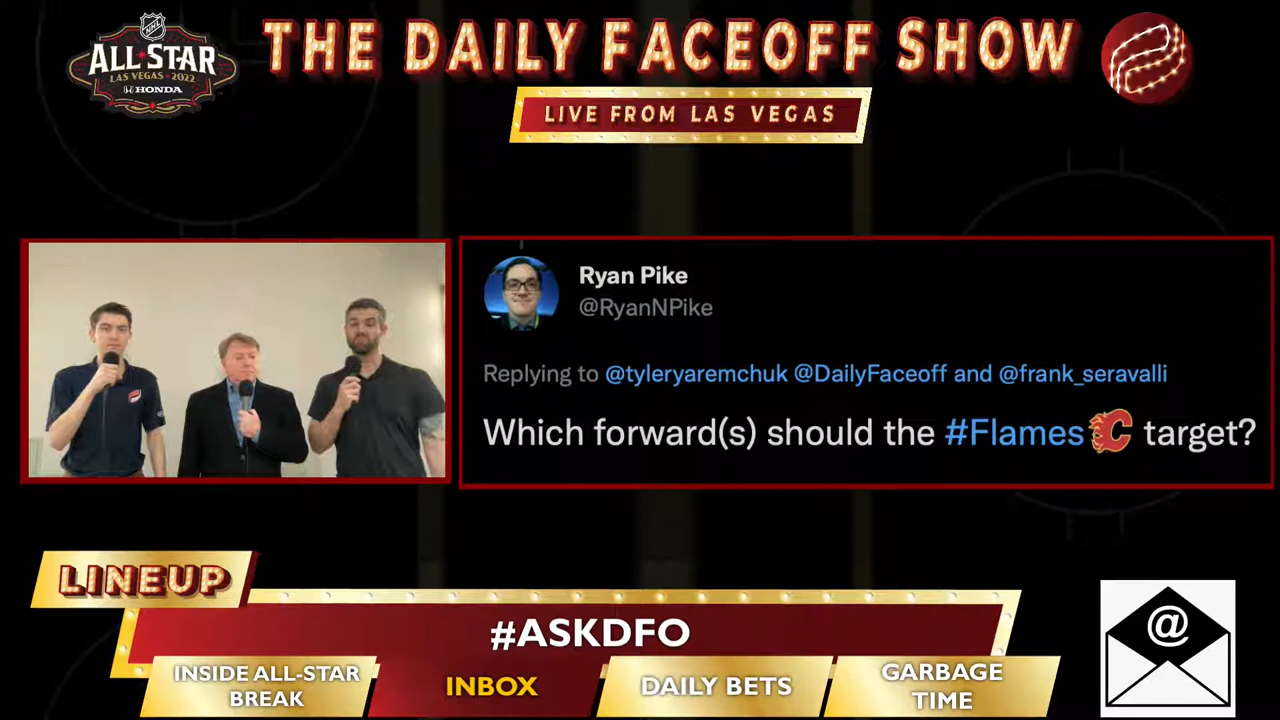 NHL
ALL STAR
LAS VEGAS 2022
HONDA
THE DAILY FACEOFF SHOW
LIVE FROM LAS VEGAS
Ryan Pike
@RyanNPike
Replying to @tyleryaremchuk @DailyFaceoff and @frank_seravalli
Which forward(s) should the #Flames target?
LINEUP
#ASKDFO
INSIDE ALL-STAR
BREAK
INBOX
DAILY BETS
GARBAGE
TIME
@